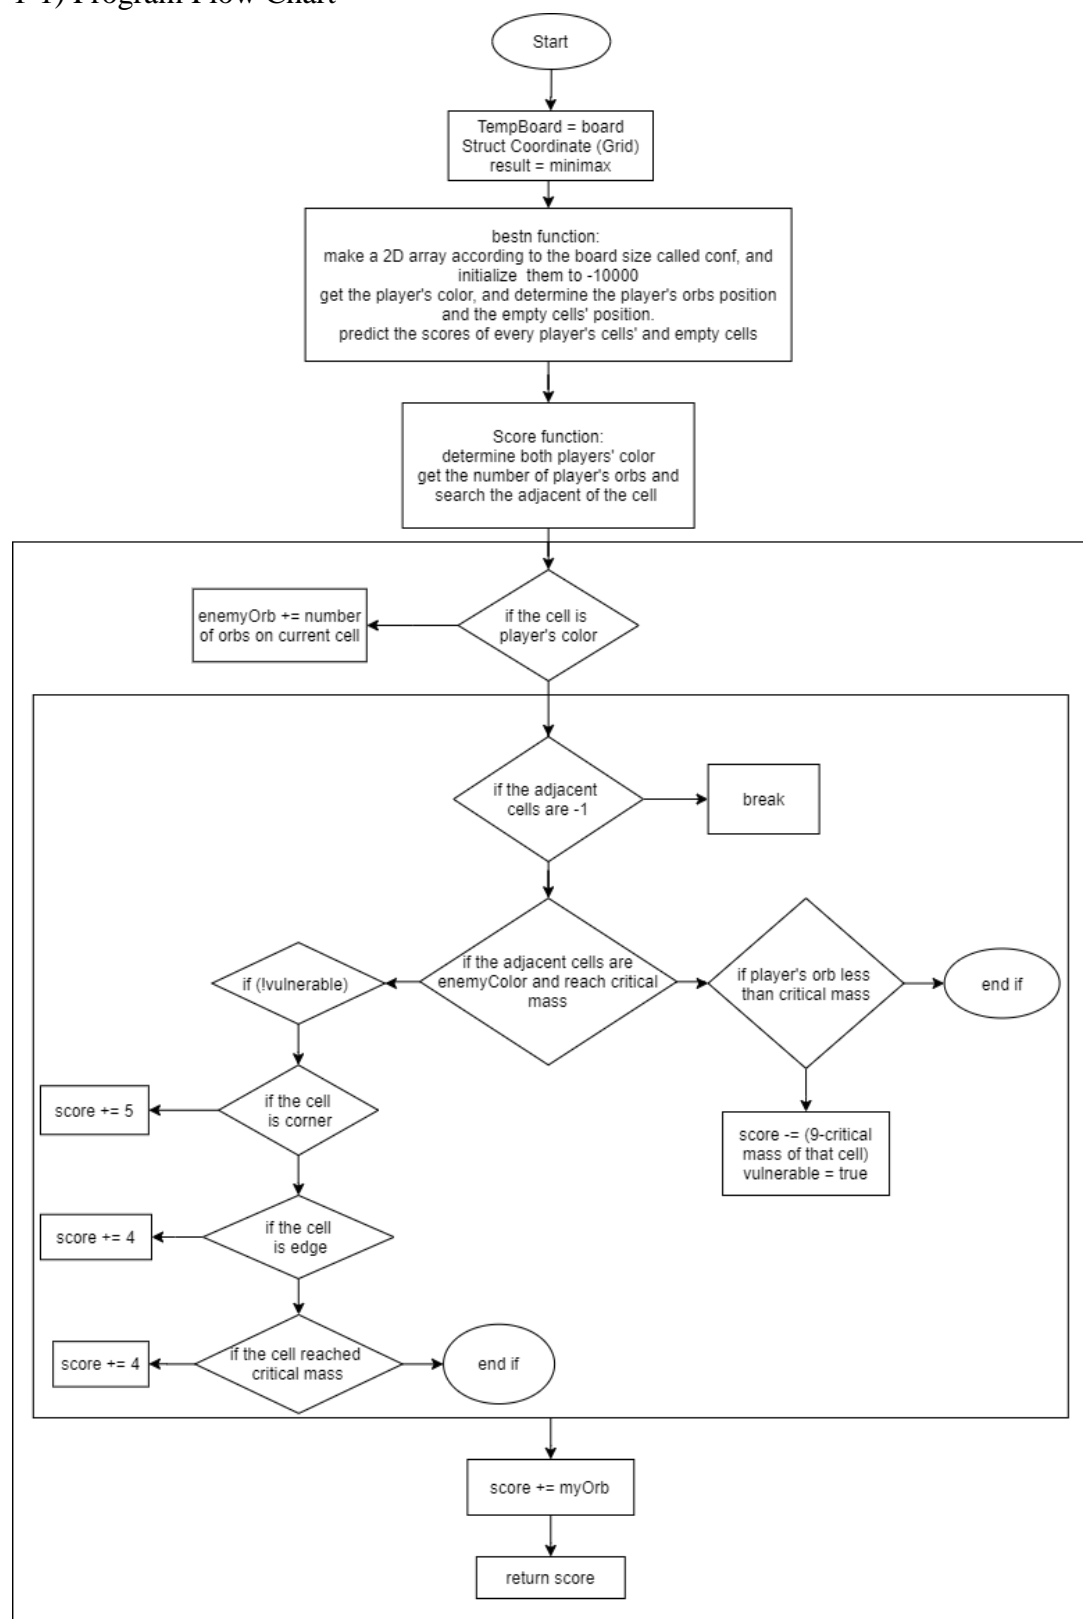 1-1) Program Flow Chart
Start
TempBoard = board
Struct Coordinate (Grid)
result = minimax
bestn function:
make a 2D array according to the board size called conf, and
initialize them to -10000
get the player's color, and determine the player's orbs position
and the empty cells' position.
predict the scores of every player's cells' and empty cells
Score function:
determine both players' color
get the number of player's orbs and
search the adjacent of the cell
if the cell is
player's color
enemyOrb += number
of orbs on current cell
if the adjacent
cells are -1
break
if the adjacent cells are
enemyColor and reach critical
mass
if (!vulnerable)
if player's orb less
than critical mass
end if
if the cell
is corner
score += 5
score -= (9-critical
mass of that cell)
vulnerable = true
if the cell
is edge
score += 4
if the cell reached
critical mass
score += 4
end if
score += myOrb
return score